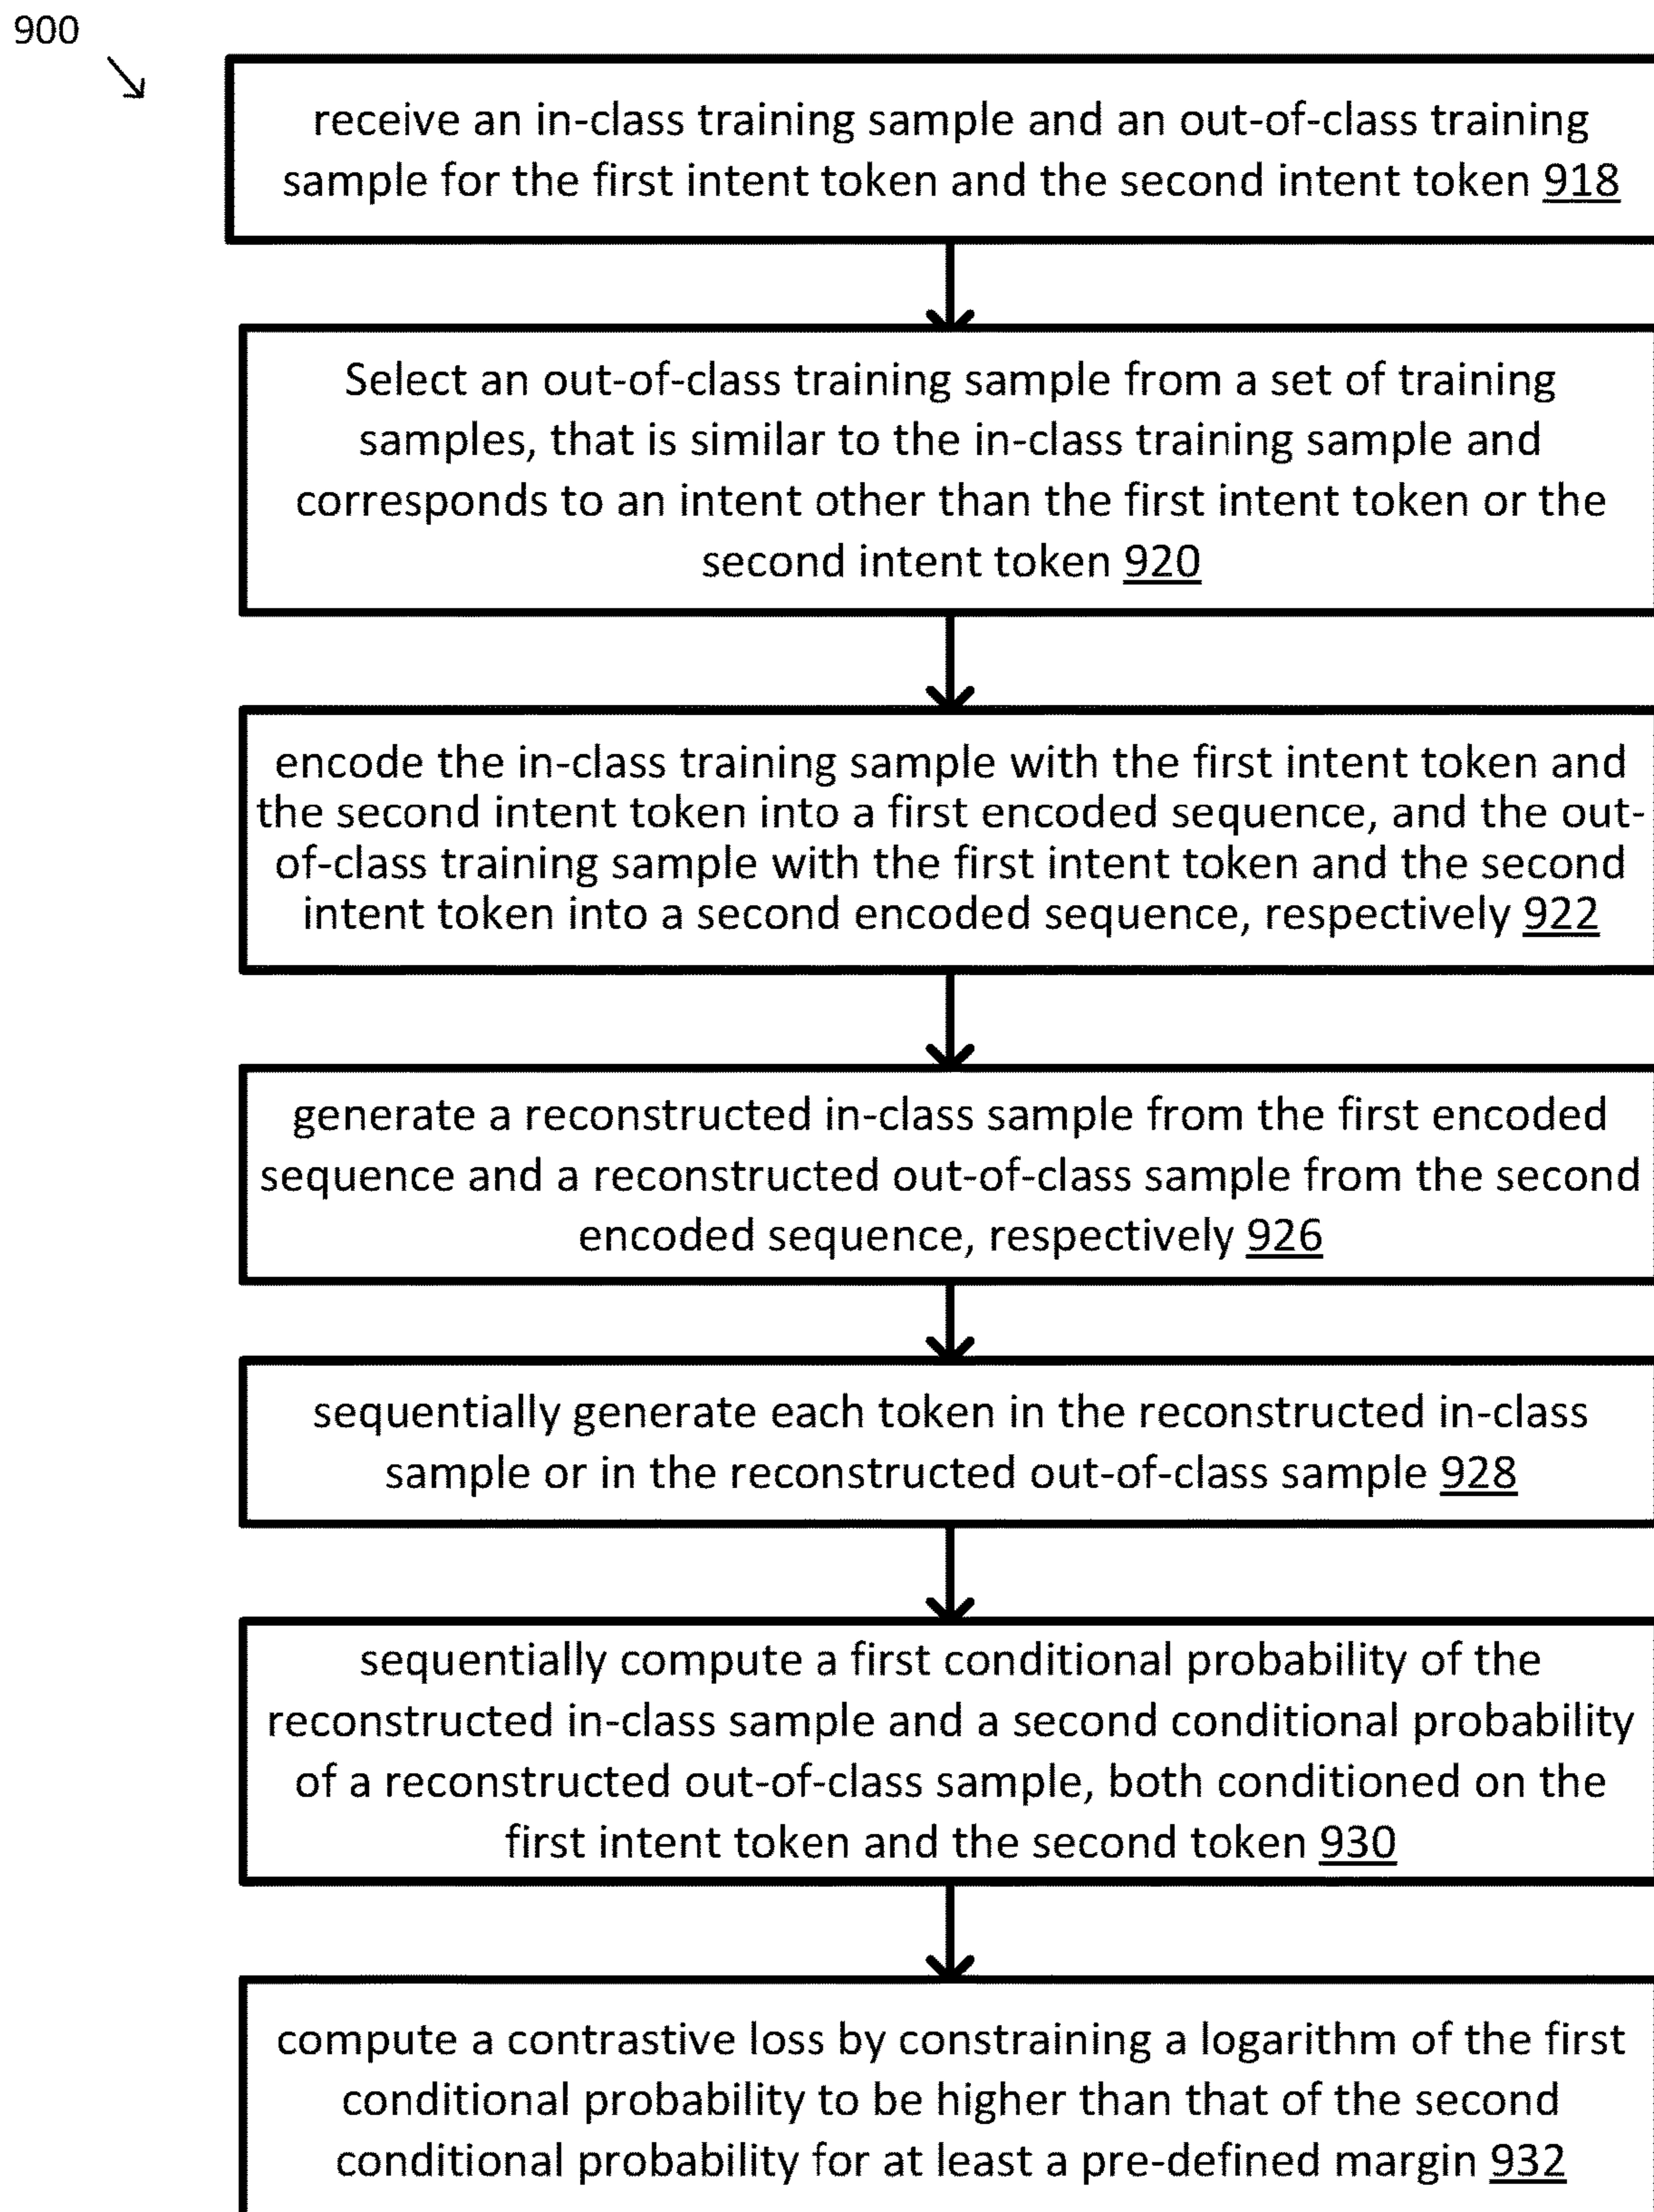 900
receive an in-class training sample and an out-of-class training
sample for the first intent token and the second intent token 918
Select an out-of-class training sample from a set of training
samples, that is similar to the in-class training sample and
corresponds to an intent other than the first intent token or the
second intent token 920
encode the in-class training sample with the first intent token and
the second intent token into a first encoded sequence, and the out-
of-class training sample with the first intent token and the second
intent token into a second encoded sequence, respectively 922
generate a reconstructed in-class sample from the first encoded
sequence and a reconstructed out-of-class sample from the second
encoded sequence, respectively 926
sequentially generate each token in the reconstructed in-class
sample or in the reconstructed out-of-class sample 928
sequentially compute a first conditional probability of the
reconstructed in-class sample and a second conditional probability
of a reconstructed out-of-class sample, both conditioned on the
first intent token and the second token 930
compute a contrastive loss by constraining a logarithm of the first
conditional probability to be higher than that of the second
conditional probability for at least a pre-defined margin 932